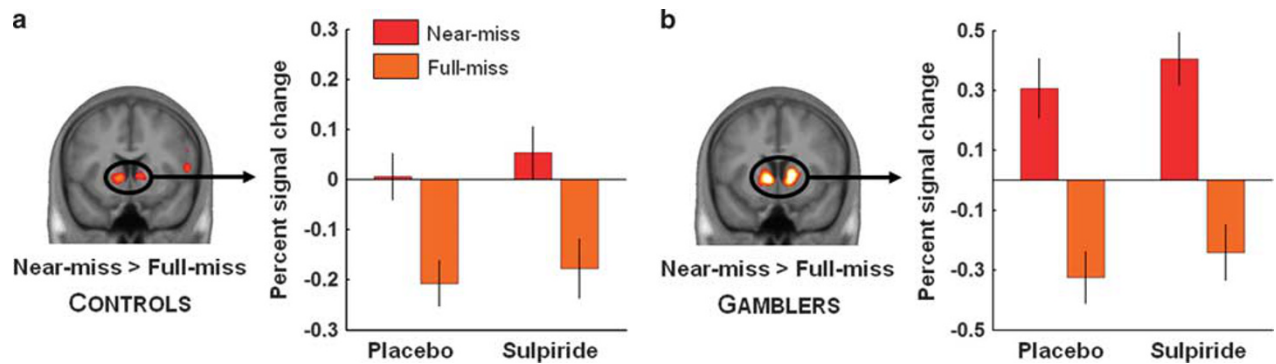 a
Near-miss > Full-miss
CONTROLS
Percent signal change
0.3
0.2
0.1
0
-0.1
-0.2
-0.3
Near-miss
Full-miss
Placebo Sulpiride
b
Near-miss > Full-miss
GAMBLERS
Percent signal change
0.5
0.3
0.1
-0.1
-0.3
-0.5
Placebo Sulpiride